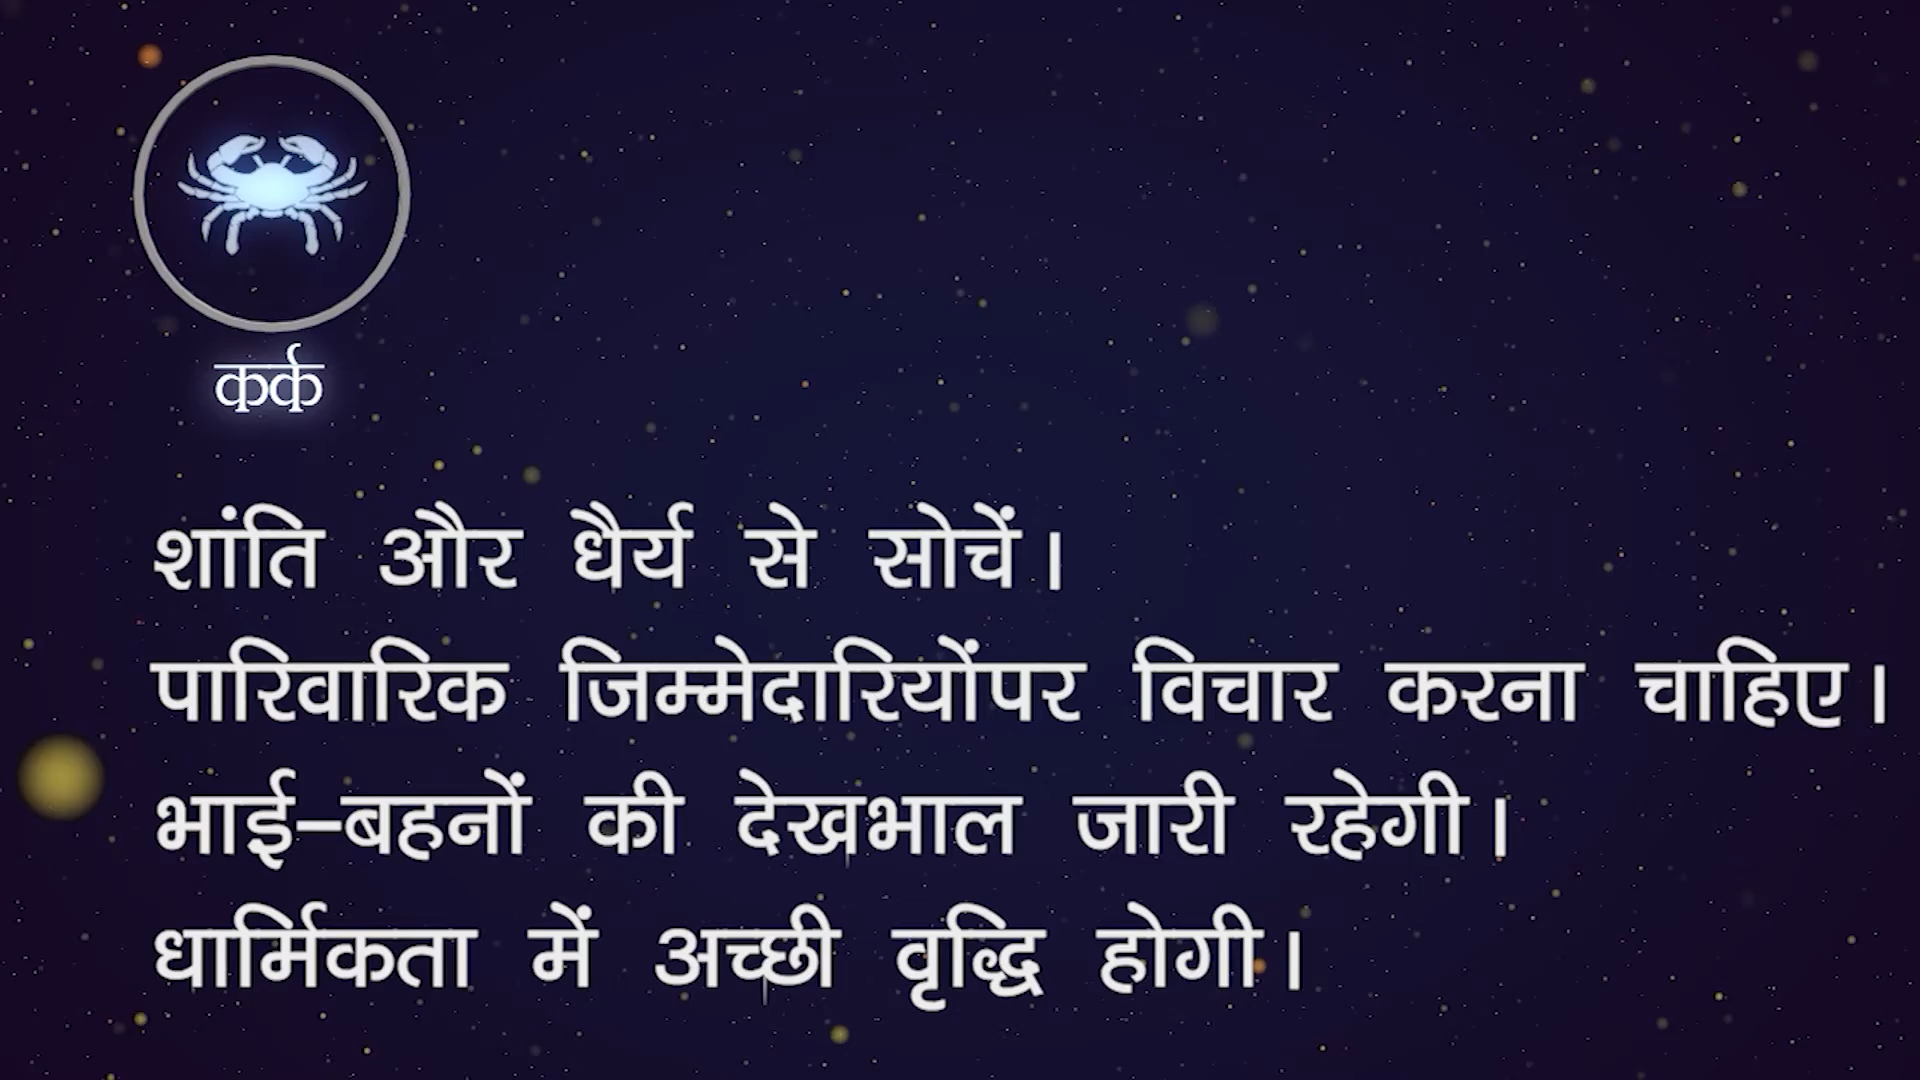 कर्क
शांति और धैर्य से सोचें।
पारिवारिक जिम्मेदारियोंपर विचार करना चाहिए।
भाई–बहनों की देखभाल जारी रहेगी।
धार्मिकता में अच्छी वृद्धि होगी।